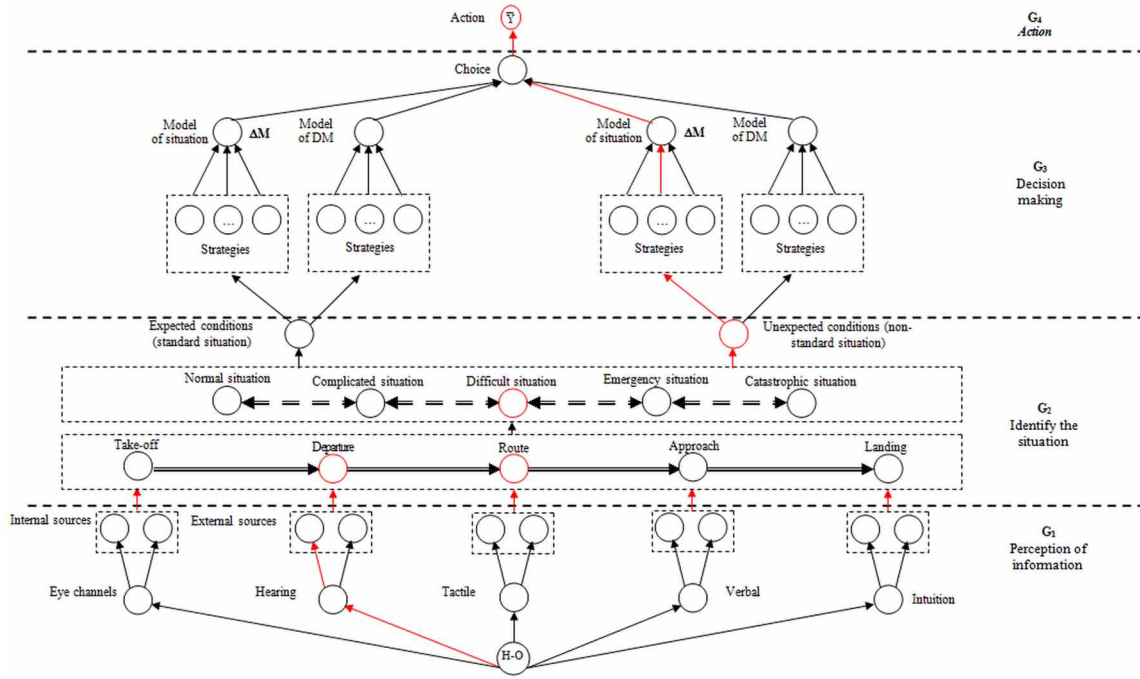 Action
Ȳ
G₄
Action
Choice
Model
of situation
ΔM
Model
of DM
Model
of situation
ΔM
Model
of DM
G₃
Decision
making
...
...
...
...
Strategies
Strategies
Strategies
Strategies
Expected conditions
(standard situation)
Unexpected conditions (non-
standard situation)
Normal situation
Complicated situation
Difficult situation
Emergency situation
Catastrophic situation
G₂
Identify the
situation
Take-off
Departure
Route
Approach
Landing
Internal sources
External sources
G₁
Perception of
information
Eye channels
Hearing
Tactile
Verbal
Intuition
H-O